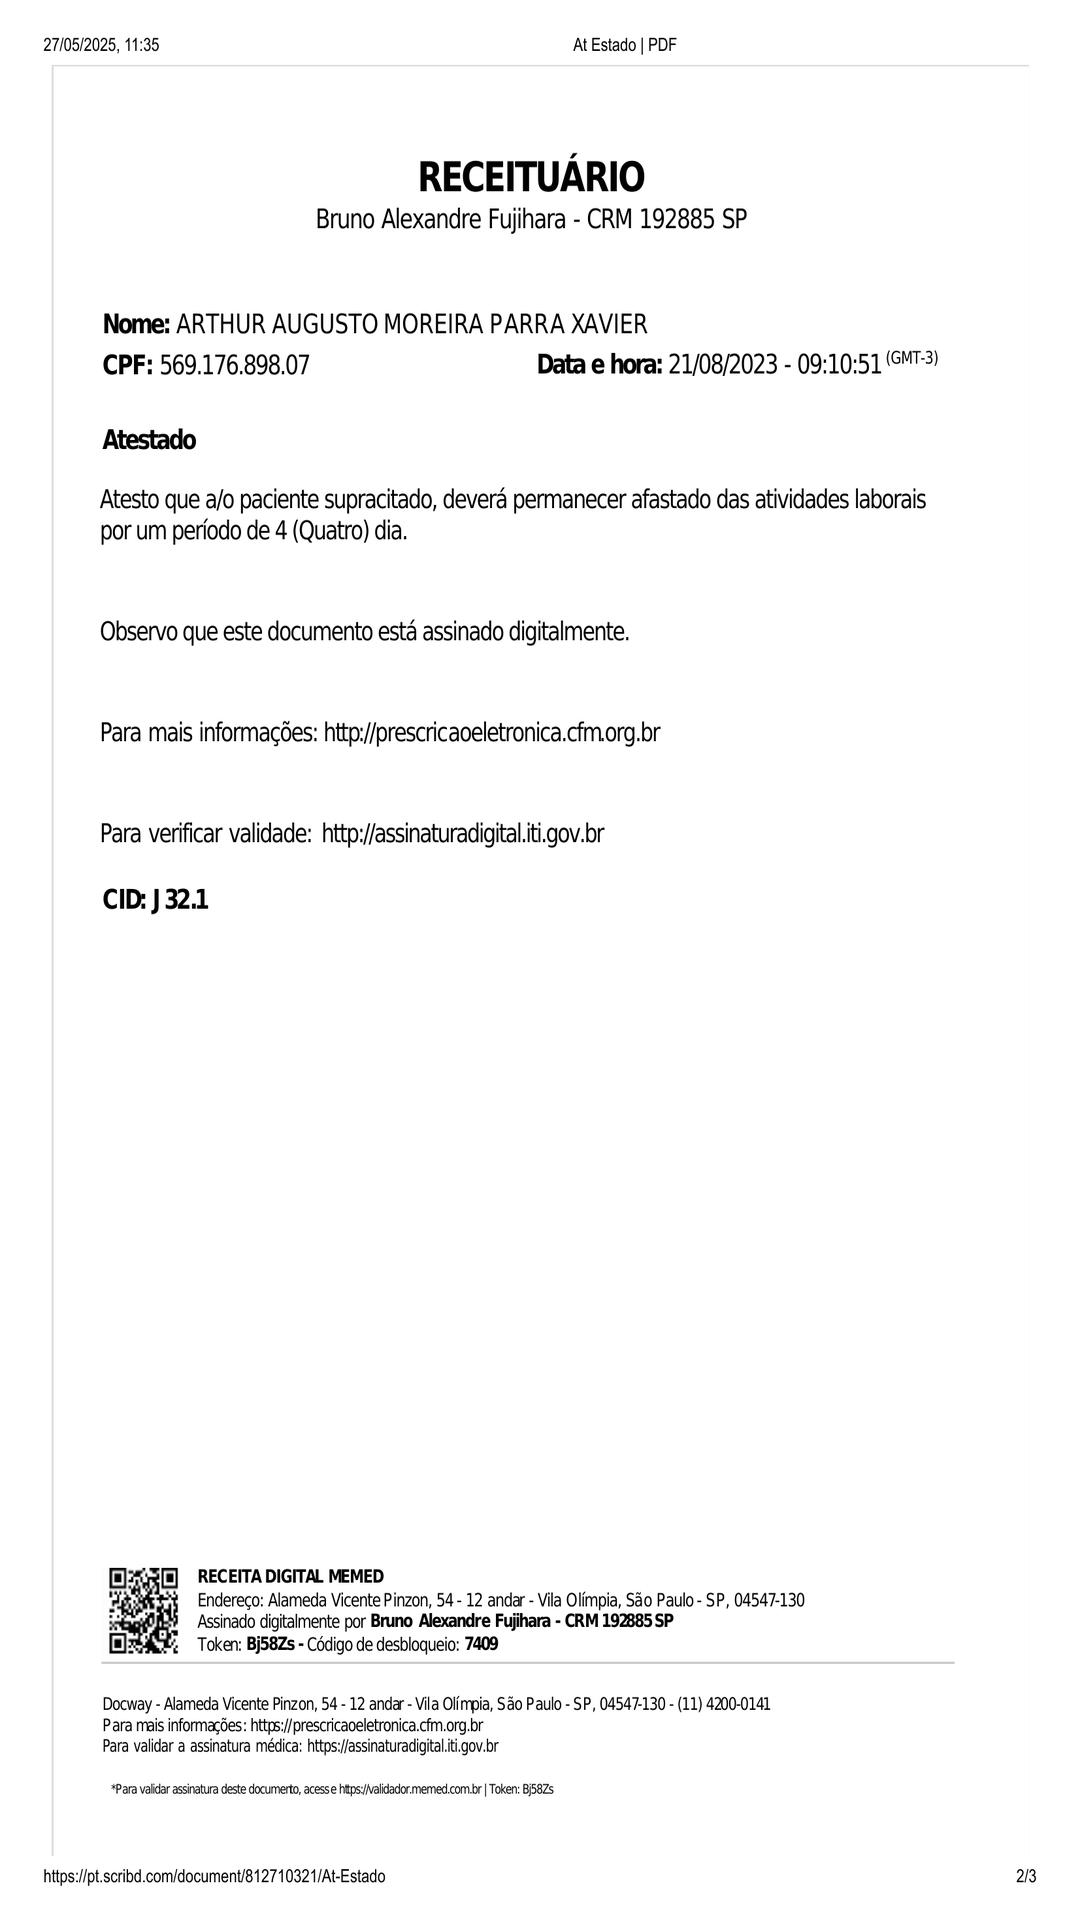 27/05/2025, 11:35 At Estado | PDF
RECEITUÁRIO
Bruno Alexandre Fujihara - CRM 192885 SP
Nome: ARTHUR AUGUSTO MOREIRA PARRA XAVIER
CPF: 569.176.898.07 Data e hora: 21/08/2023 - 09:10:51 (GMT-3)
Atestado
Atesto que a/o paciente supracitado, deverá permanecer afastado das atividades laborais
por um período de 4 (Quatro) dia.
Observo que este documento está assinado digitalmente.
Para mais informações: http://prescricaoeletronica.cfm.org.br
Para verificar validade: http://assinaturadigital.iti.gov.br
CID: J32.1
RECEITA DIGITAL MEMED
Endereço: Alameda Vicente Pinzon, 54 - 12 andar - Vila Olímpia, São Paulo - SP, 04547-130
Assinado digitalmente por Bruno Alexandre Fujihara - CRM 192885 SP
Token: Bj58Zs - Código de desbloqueio: 7409
Docway - Alameda Vicente Pinzon, 54 - 12 andar - Vila Olímpia, São Paulo - SP, 04547-130 - (11) 4200-0141
Para mais informações: https://prescricaoeletronica.cfm.org.br
Para validar a assinatura médica: https://assinaturadigital.iti.gov.br
*Para validar assinatura deste documento, acesse https://validador.memed.com.br | Token: Bj58Zs
https://pt.scribd.com/document/812710321/At-Estado 2/3